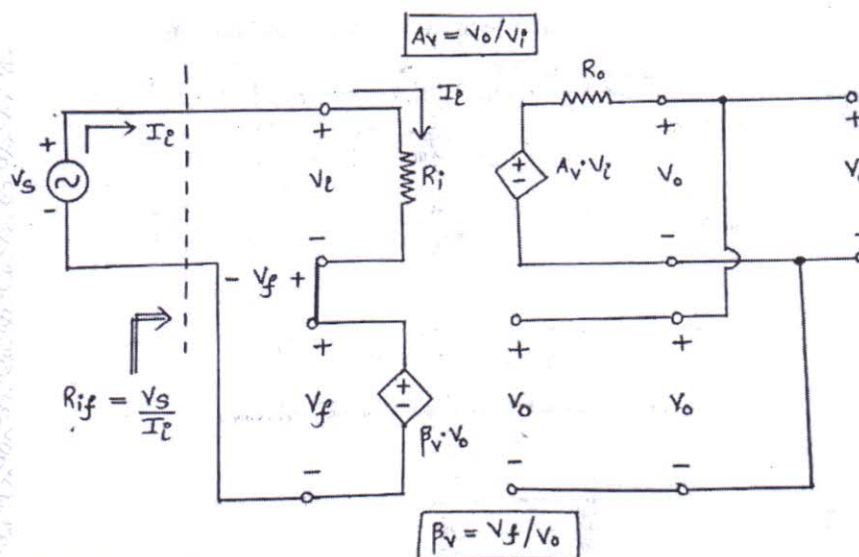 Av = Vo/Vi
Ii
Ro
+
Ii
+
+
+
Vs
-
Vi
Ri
+
-
Av·Vi
Vo
-
-
-
- Vf +
+
+
+
Rif = Vs
Ii
Vf
+
-
βv·Vo
Vo
Vo
-
-
-
βv = Vf/Vo